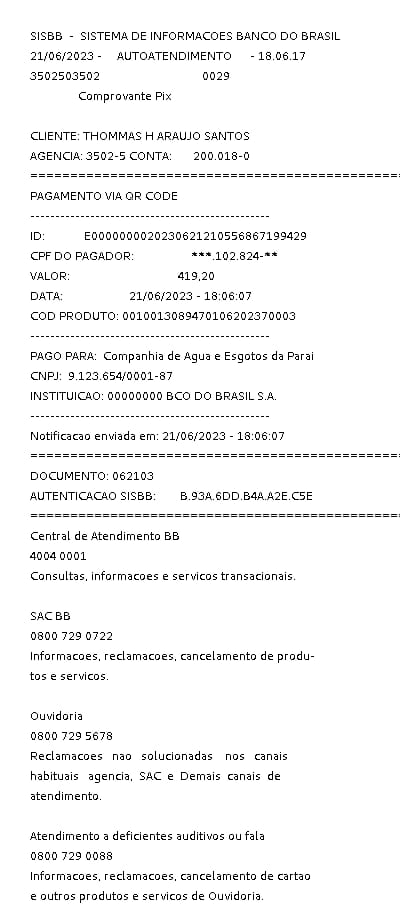 SISBB - SISTEMA DE INFORMACOES BANCO DO BRASIL
21/06/2023 - AUTOATENDIMENTO - 18.06.17
3502503502 0029
Comprovante Pix
CLIENTE: THOMMAS H ARAUJO SANTOS
AGENCIA: 3502-5 CONTA: 200.018-0
==============================================
PAGAMENTO VIA QR CODE
----------------------------------------------
ID: E00000000202306212105568671​99429
CPF DO PAGADOR: ***.102.824-**
VALOR: 419,20
DATA: 21/06/2023 - 18:06:07
COD PRODUTO: 0010013089470106202370003
----------------------------------------------
PAGO PARA: Companhia de Agua e Esgotos da Parai
CNPJ: 9.123.654/0001-87
INSTITUICAO: 00000000 BCO DO BRASIL S.A.
----------------------------------------------
Notificacao enviada em: 21/06/2023 - 18:06:07
==============================================
DOCUMENTO: 062103
AUTENTICACAO SISBB: B.93A.6DD.B4A.A2E.C5E
==============================================
Central de Atendimento BB
4004 0001
Consultas, informacoes e servicos transacionais.
SAC BB
0800 729 0722
Informacoes, reclamacoes, cancelamento de produ-
tos e servicos.
Ouvidoria
0800 729 5678
Reclamacoes nao solucionadas nos canais
habituais agencia, SAC e Demais canais de
atendimento.
Atendimento a deficientes auditivos ou fala
0800 729 0088
Informacoes, reclamacoes, cancelamento de cartao
e outros produtos e servicos de Ouvidoria.